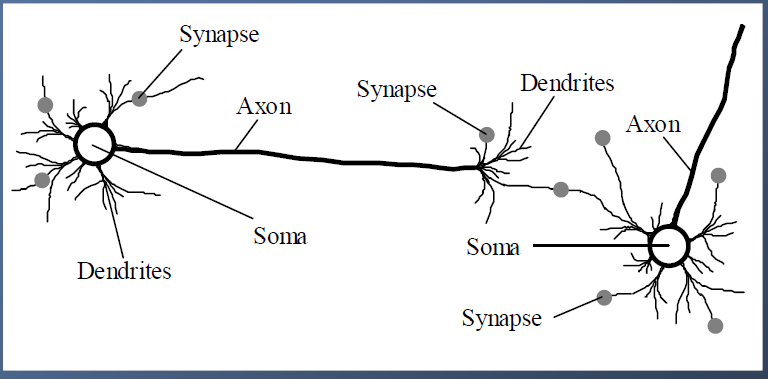 Synapse
Synapse
Dendrites
Axon
Axon
Soma
Soma
Dendrites
Synapse